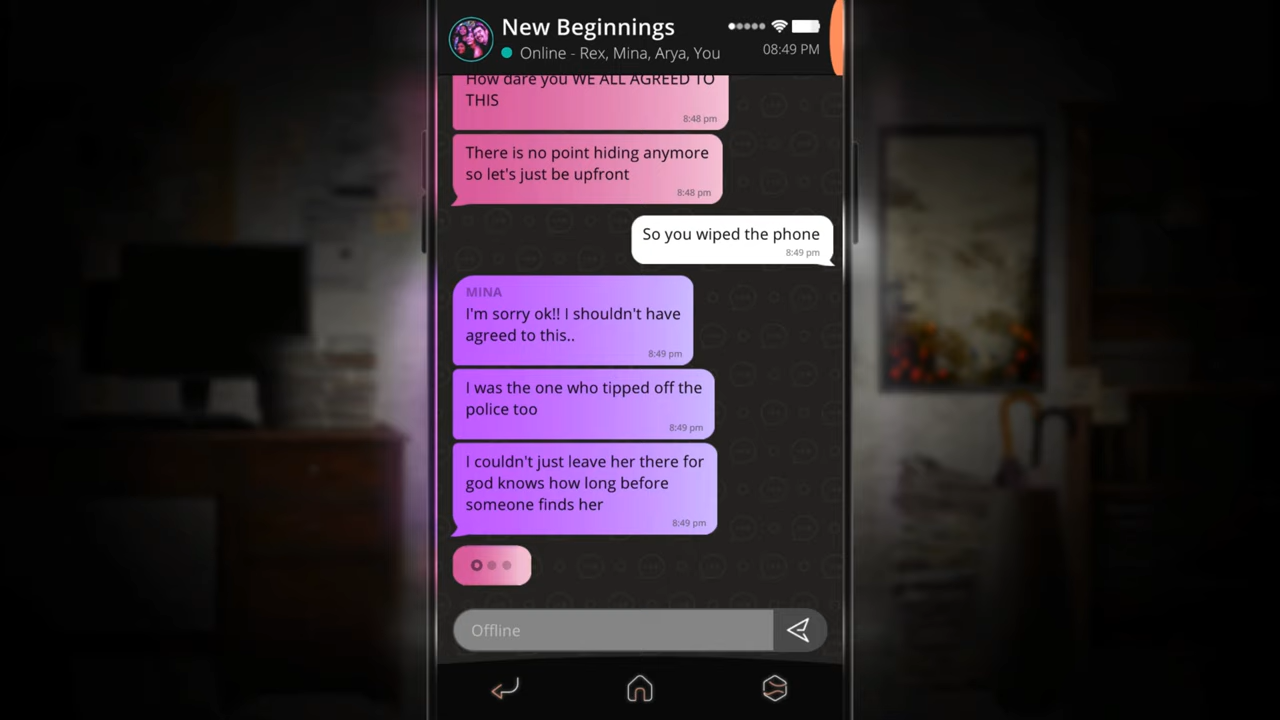 New Beginnings
08:49 PM
Online - Rex, Mina, Arya, You
How dare you WE ALL AGREED TO
THIS
8:48 pm
There is no point hiding anymore
so let's just be upfront
8:48 pm
So you wiped the phone
8:49 pm
MINA
I'm sorry ok!! I shouldn't have
agreed to this..
8:49 pm
I was the one who tipped off the
police too
8:49 pm
I couldn't just leave her there for
god knows how long before
someone finds her
8:49 pm
Offline